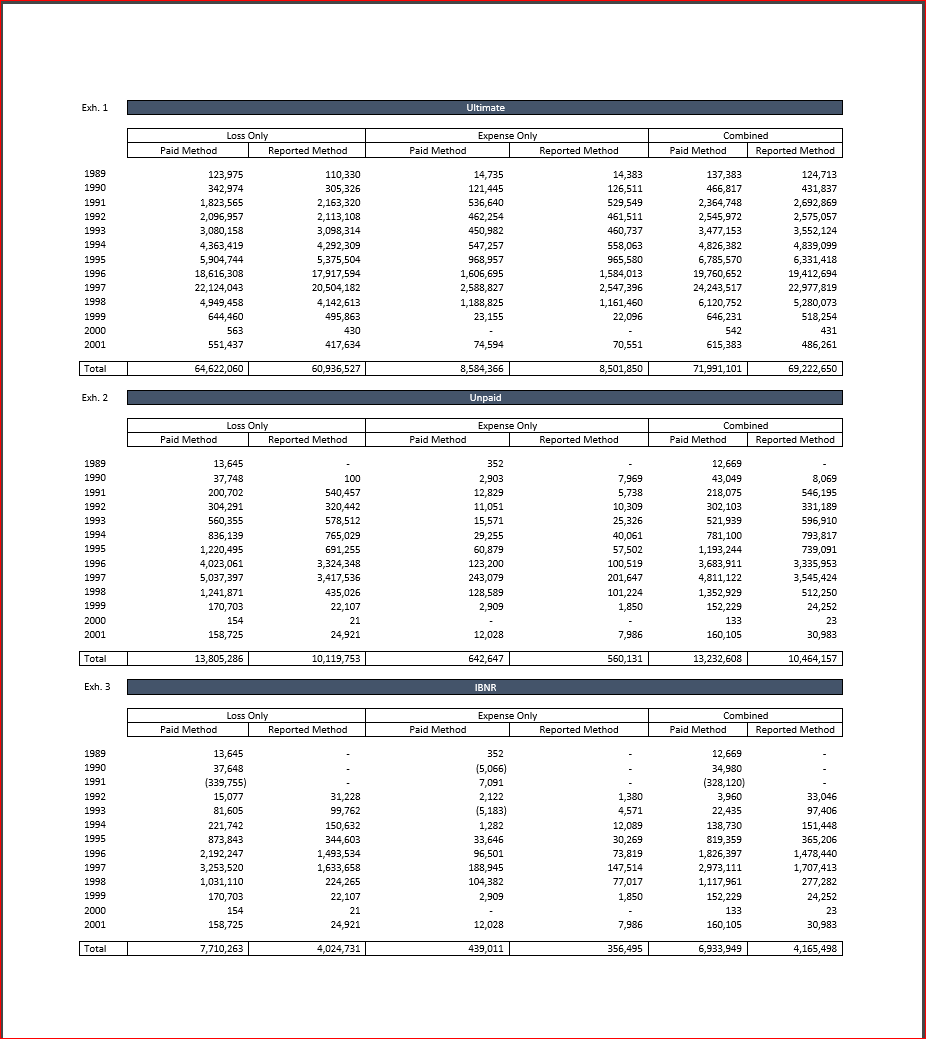 Exh. 1 Ultimate
Loss Only Expense Only Combined
Paid Method Reported Method Paid Method Reported Method Paid Method Reported Method
1989 123,975 110,330 14,735 14,383 137,383 124,713
1990 342,974 305,326 121,445 126,511 466,817 431,837
1991 1,823,565 2,163,320 536,640 529,549 2,364,748 2,692,869
1992 2,096,957 2,113,108 462,254 461,511 2,545,972 2,575,057
1993 3,080,158 3,098,314 450,982 460,737 3,477,153 3,552,124
1994 4,363,419 4,292,309 547,257 558,063 4,826,382 4,839,099
1995 5,904,744 5,375,504 968,957 965,580 6,785,570 6,331,418
1996 18,616,308 17,917,594 1,606,695 1,584,013 19,760,652 19,412,694
1997 22,124,043 20,504,182 2,588,827 2,547,396 24,243,517 22,977,819
1998 4,949,458 4,142,613 1,188,825 1,161,460 6,120,752 5,280,073
1999 644,460 495,863 23,155 22,096 646,231 518,254
2000 563 430 - - 542 431
2001 551,437 417,634 74,594 70,551 615,383 486,261
Total 64,622,060 60,936,527 8,584,366 8,501,850 71,991,101 69,222,650
Exh. 2 Unpaid
Loss Only Expense Only Combined
Paid Method Reported Method Paid Method Reported Method Paid Method Reported Method
1989 13,645 - 352 - 12,669 -
1990 37,748 100 2,903 7,969 43,049 8,069
1991 200,702 540,457 12,829 5,738 218,075 546,195
1992 304,291 320,442 11,051 10,309 302,103 331,189
1993 560,355 578,512 15,571 25,326 521,939 596,910
1994 836,139 765,029 29,255 40,061 781,100 793,817
1995 1,220,495 691,255 60,879 57,502 1,193,244 739,091
1996 4,023,061 3,324,348 123,200 100,519 3,683,911 3,335,953
1997 5,037,397 3,417,536 243,079 201,647 4,811,122 3,545,424
1998 1,241,871 435,026 128,589 101,224 1,352,929 512,250
1999 170,703 22,107 2,909 1,850 152,229 24,252
2000 154 21 - - 133 23
2001 158,725 24,921 12,028 7,986 160,105 30,983
Total 13,805,286 10,119,753 642,647 560,131 13,232,608 10,464,157
Exh. 3 IBNR
Loss Only Expense Only Combined
Paid Method Reported Method Paid Method Reported Method Paid Method Reported Method
1989 13,645 - 352 - 12,669 -
1990 37,648 - (5,066) - 34,980 -
1991 (339,755) - 7,091 - (328,120) -
1992 15,077 31,228 2,122 1,380 3,960 33,046
1993 81,605 99,762 (5,183) 4,571 22,435 97,406
1994 221,742 150,632 1,282 12,089 138,730 151,448
1995 873,843 344,603 33,646 30,269 819,359 365,206
1996 2,192,247 1,493,534 96,501 73,819 1,826,397 1,478,440
1997 3,253,520 1,633,658 188,945 147,514 2,973,111 1,707,413
1998 1,031,110 224,265 104,382 77,017 1,117,961 277,282
1999 170,703 22,107 2,909 1,850 152,229 24,252
2000 154 21 - - 133 23
2001 158,725 24,921 12,028 7,986 160,105 30,983
Total 7,710,263 4,024,731 439,011 356,495 6,933,949 4,165,498